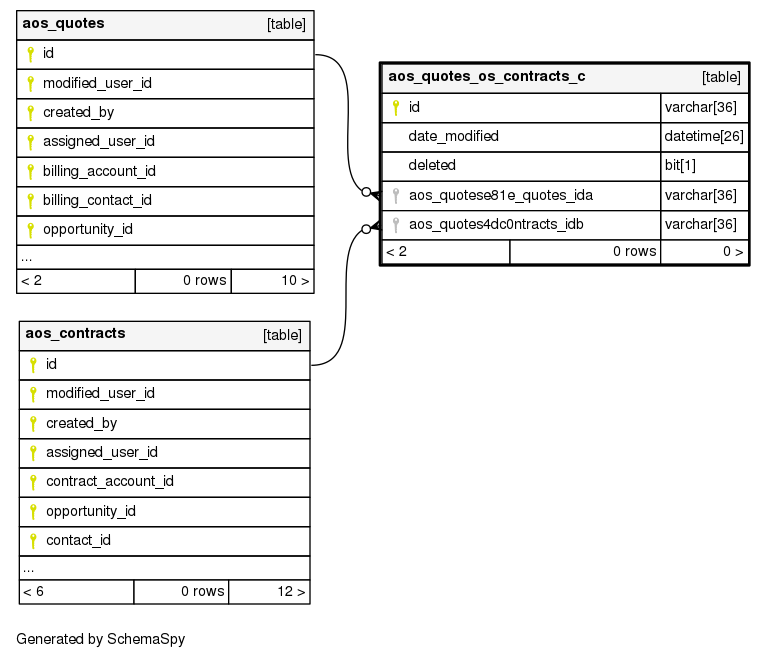 aos_quotes [table]
id
modified_user_id
created_by
assigned_user_id
billing_account_id
billing_contact_id
opportunity_id
...
< 2 0 rows 10 >
aos_quotes_os_contracts_c [table]
id varchar[36]
date_modified datetime[26]
deleted bit[1]
aos_quotese81e_quotes_ida varchar[36]
aos_quotes4dc0ntracts_idb varchar[36]
< 2 0 rows 0 >
aos_contracts [table]
id
modified_user_id
created_by
assigned_user_id
contract_account_id
opportunity_id
contact_id
...
< 6 0 rows 12 >
Generated by SchemaSpy